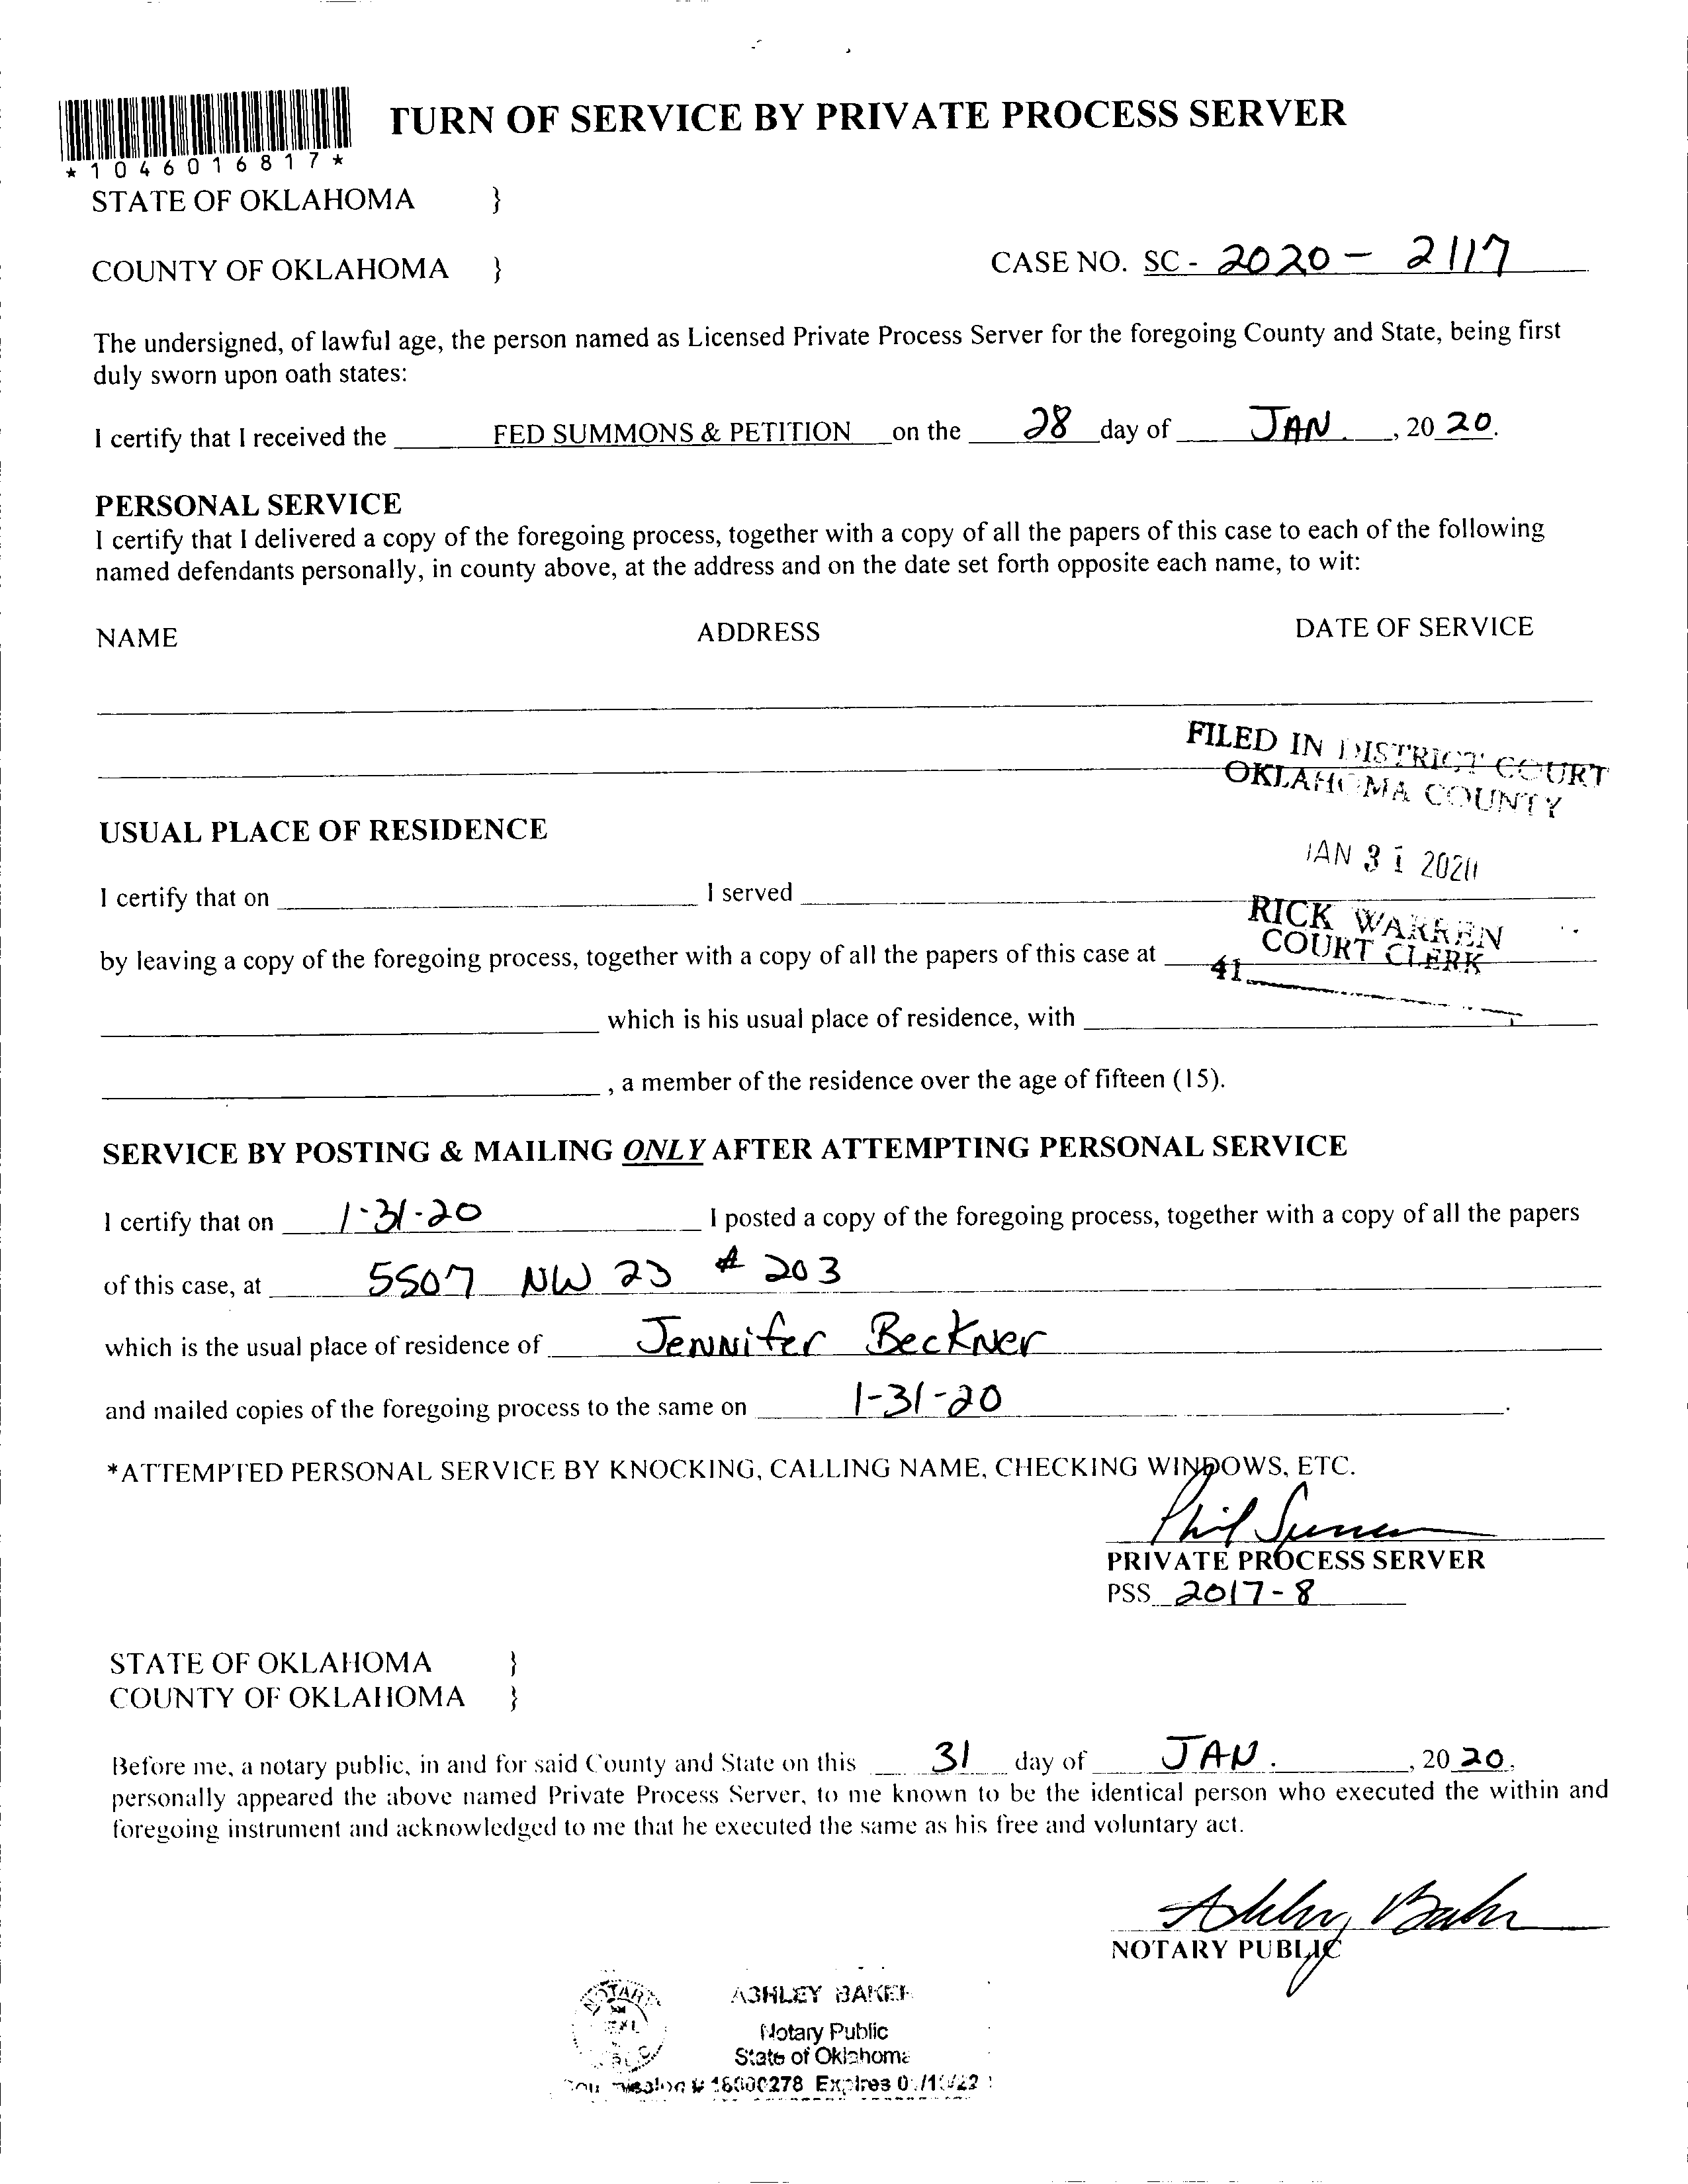 TURN OF SERVICE BY PRIVATE PROCESS SERVER
*1046016817*
STATE OF OKLAHOMA }
COUNTY OF OKLAHOMA } CASE NO. SC - 2020 - 2117
The undersigned, of lawful age, the person named as Licensed Private Process Server for the foregoing County and State, being first
duly sworn upon oath states:
I certify that I received the FED SUMMONS & PETITION on the 28 day of JAN. , 20 20.
PERSONAL SERVICE
I certify that I delivered a copy of the foregoing process, together with a copy of all the papers of this case to each of the following
named defendants personally, in county above, at the address and on the date set forth opposite each name, to wit:
NAME ADDRESS DATE OF SERVICE
FILED IN DISTRICT COURT
OKLAHOMA COUNTY
USUAL PLACE OF RESIDENCE
JAN 31 2020
I certify that on I served
RICK WARREN
COURT CLERK
by leaving a copy of the foregoing process, together with a copy of all the papers of this case at
41
which is his usual place of residence, with
, a member of the residence over the age of fifteen (15).
SERVICE BY POSTING & MAILING ONLY AFTER ATTEMPTING PERSONAL SERVICE
I certify that on 1-31-20 I posted a copy of the foregoing process, together with a copy of all the papers
of this case, at 5507 NW 23 # 203
which is the usual place of residence of Jennifer Beckner
and mailed copies of the foregoing process to the same on 1-31-20 .
*ATTEMPTED PERSONAL SERVICE BY KNOCKING, CALLING NAME, CHECKING WINDOWS, ETC.
Phil
PRIVATE PROCESS SERVER
PSS 2017-8
STATE OF OKLAHOMA }
COUNTY OF OKLAHOMA }
Before me, a notary public, in and for said County and State on this 31 day of JAN. , 20 20,
personally appeared the above named Private Process Server, to me known to be the identical person who executed the within and
foregoing instrument and acknowledged to me that he executed the same as his free and voluntary act.
Ashley Baker
NOTARY PUBLIC
ASHLEY BAKER
Notary Public
State of Oklahoma
Commission # 18000278 Expires